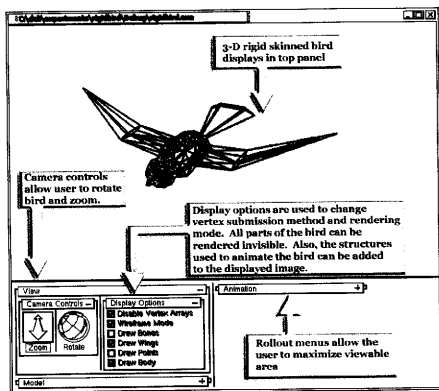 3-D rigid skinned bird
displays in top panel
Camera controls
allow user to rotate
bird and zoom.
Display options are used to change
vertex submission method and rendering
mode. All parts of the bird can be
rendered invisible. Also, the structures
used to animate the bird can be added
to the displayed image.
View
Camera Controls
Zoom
Rotate
Display Options
Disable Vertex Arrays
Wireframe Mode
Draw Bones
Draw Wings
Draw Points
Draw Body
Model
Animation
Rollout menus allow the
user to maximize viewable
area